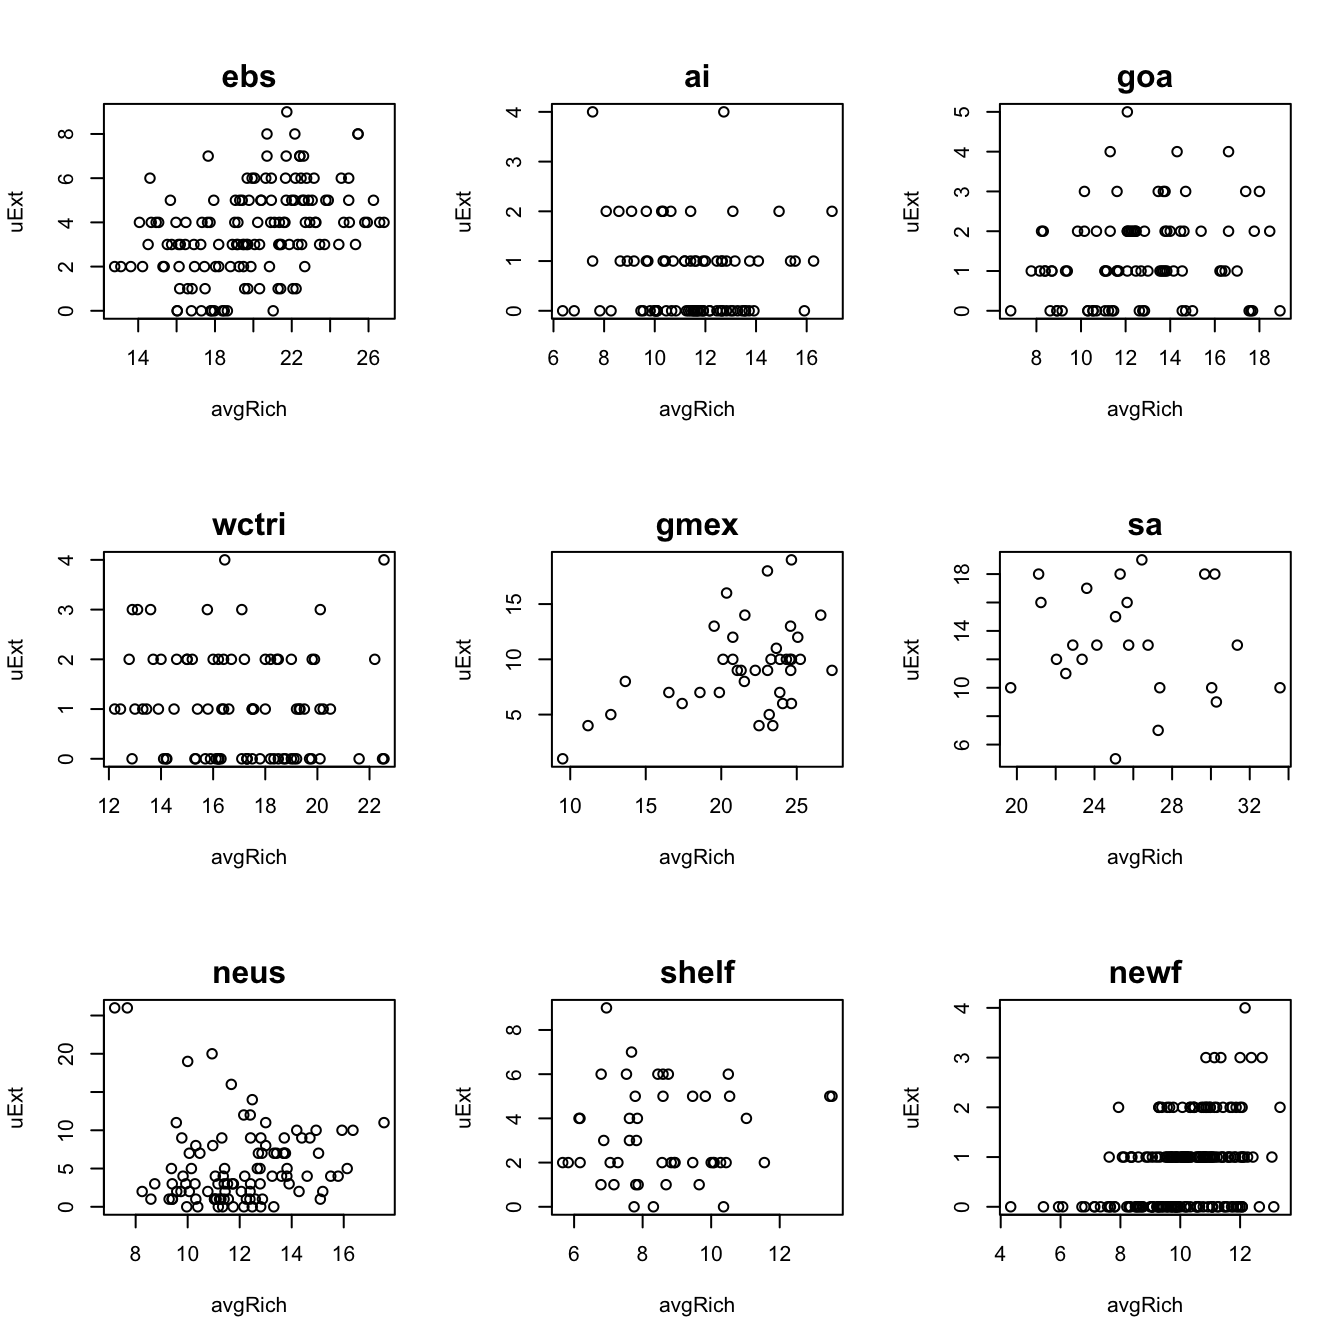 ebs
uExt
0 2 4 6 8
14 18 22 26
avgRich
ai
uExt
0 1 2 3 4
6 8 10 12 14 16
avgRich
goa
uExt
0 1 2 3 4 5
8 10 12 14 16 18
avgRich
wctri
uExt
0 1 2 3 4
12 14 16 18 20 22
avgRich
gmex
uExt
5 10 15
10 15 20 25
avgRich
sa
uExt
6 10 14 18
20 24 28 32
avgRich
neus
uExt
0 5 10 20
8 10 12 14 16
avgRich
shelf
uExt
0 2 4 6 8
6 8 10 12
avgRich
newf
uExt
0 1 2 3 4
4 6 8 10 12
avgRich